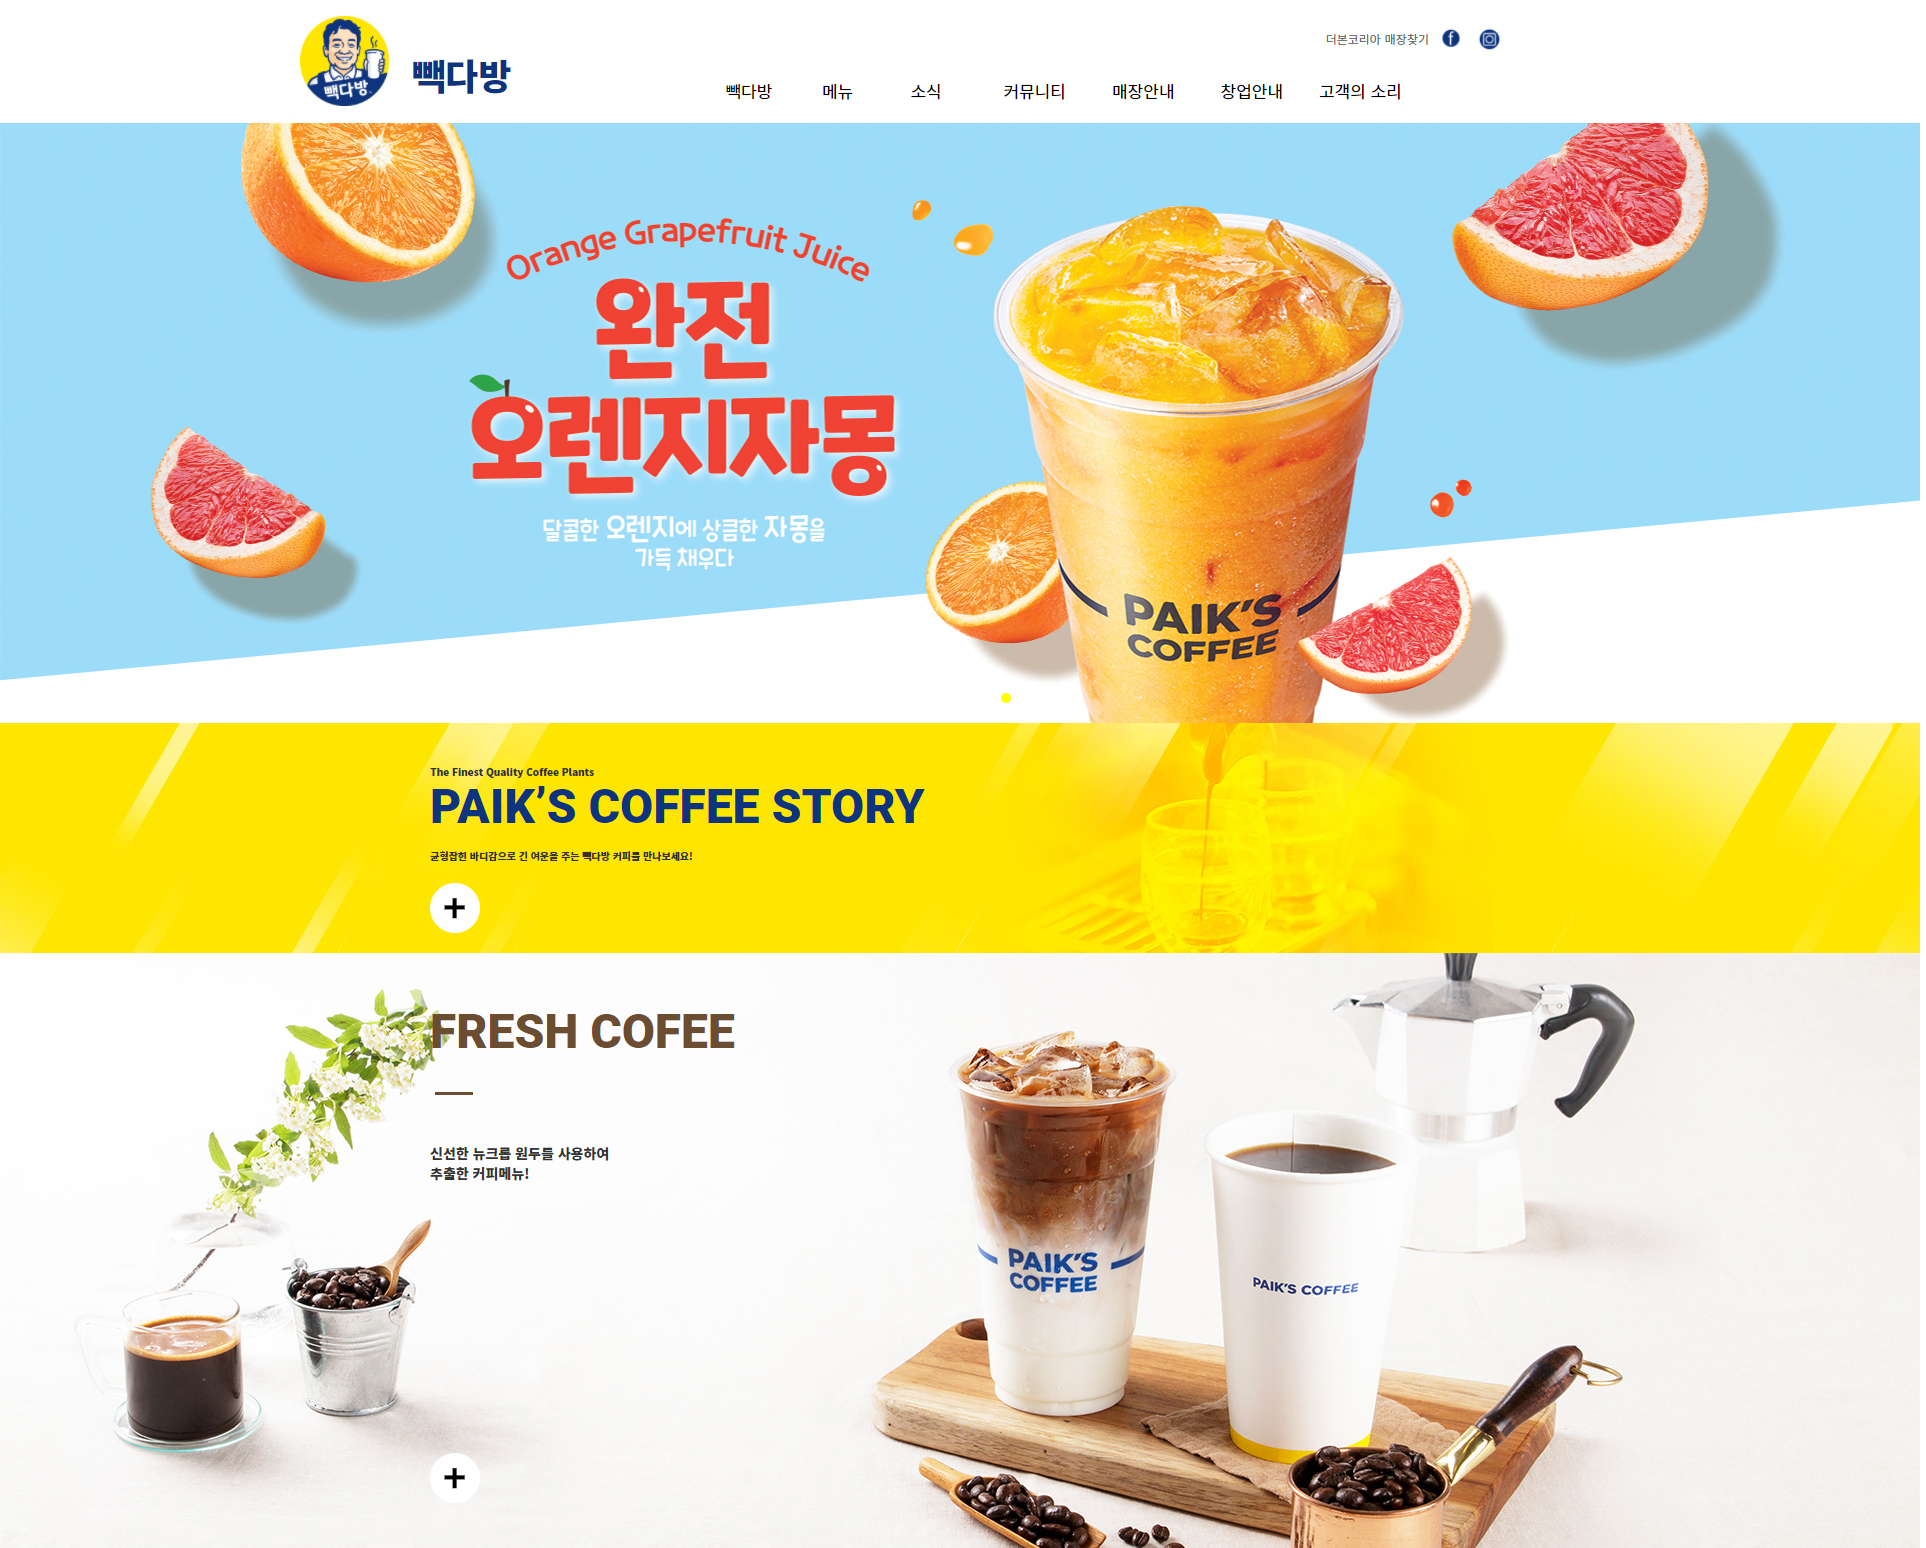 빽다방
빽다방
더본코리아 매장찾기
빽다방 메뉴 소식 커뮤니티 매장안내 창업안내 고객의 소리
Orange Grapefruit Juice
완전
오렌지자몽
달콤한 오렌지에 상큼한 자몽을
가득 채우다
PAIK'S
COFFEE
The Finest Quality Coffee Plants
PAIK'S COFFEE STORY
균형잡힌 바디감으로 긴 여운을 주는 빽다방 커피를 만나보세요!
FRESH COFEE
신선한 뉴크롭 원두를 사용하여
추출한 커피메뉴!
PAIK'S
COFFEE
PAIK'S COFFEE